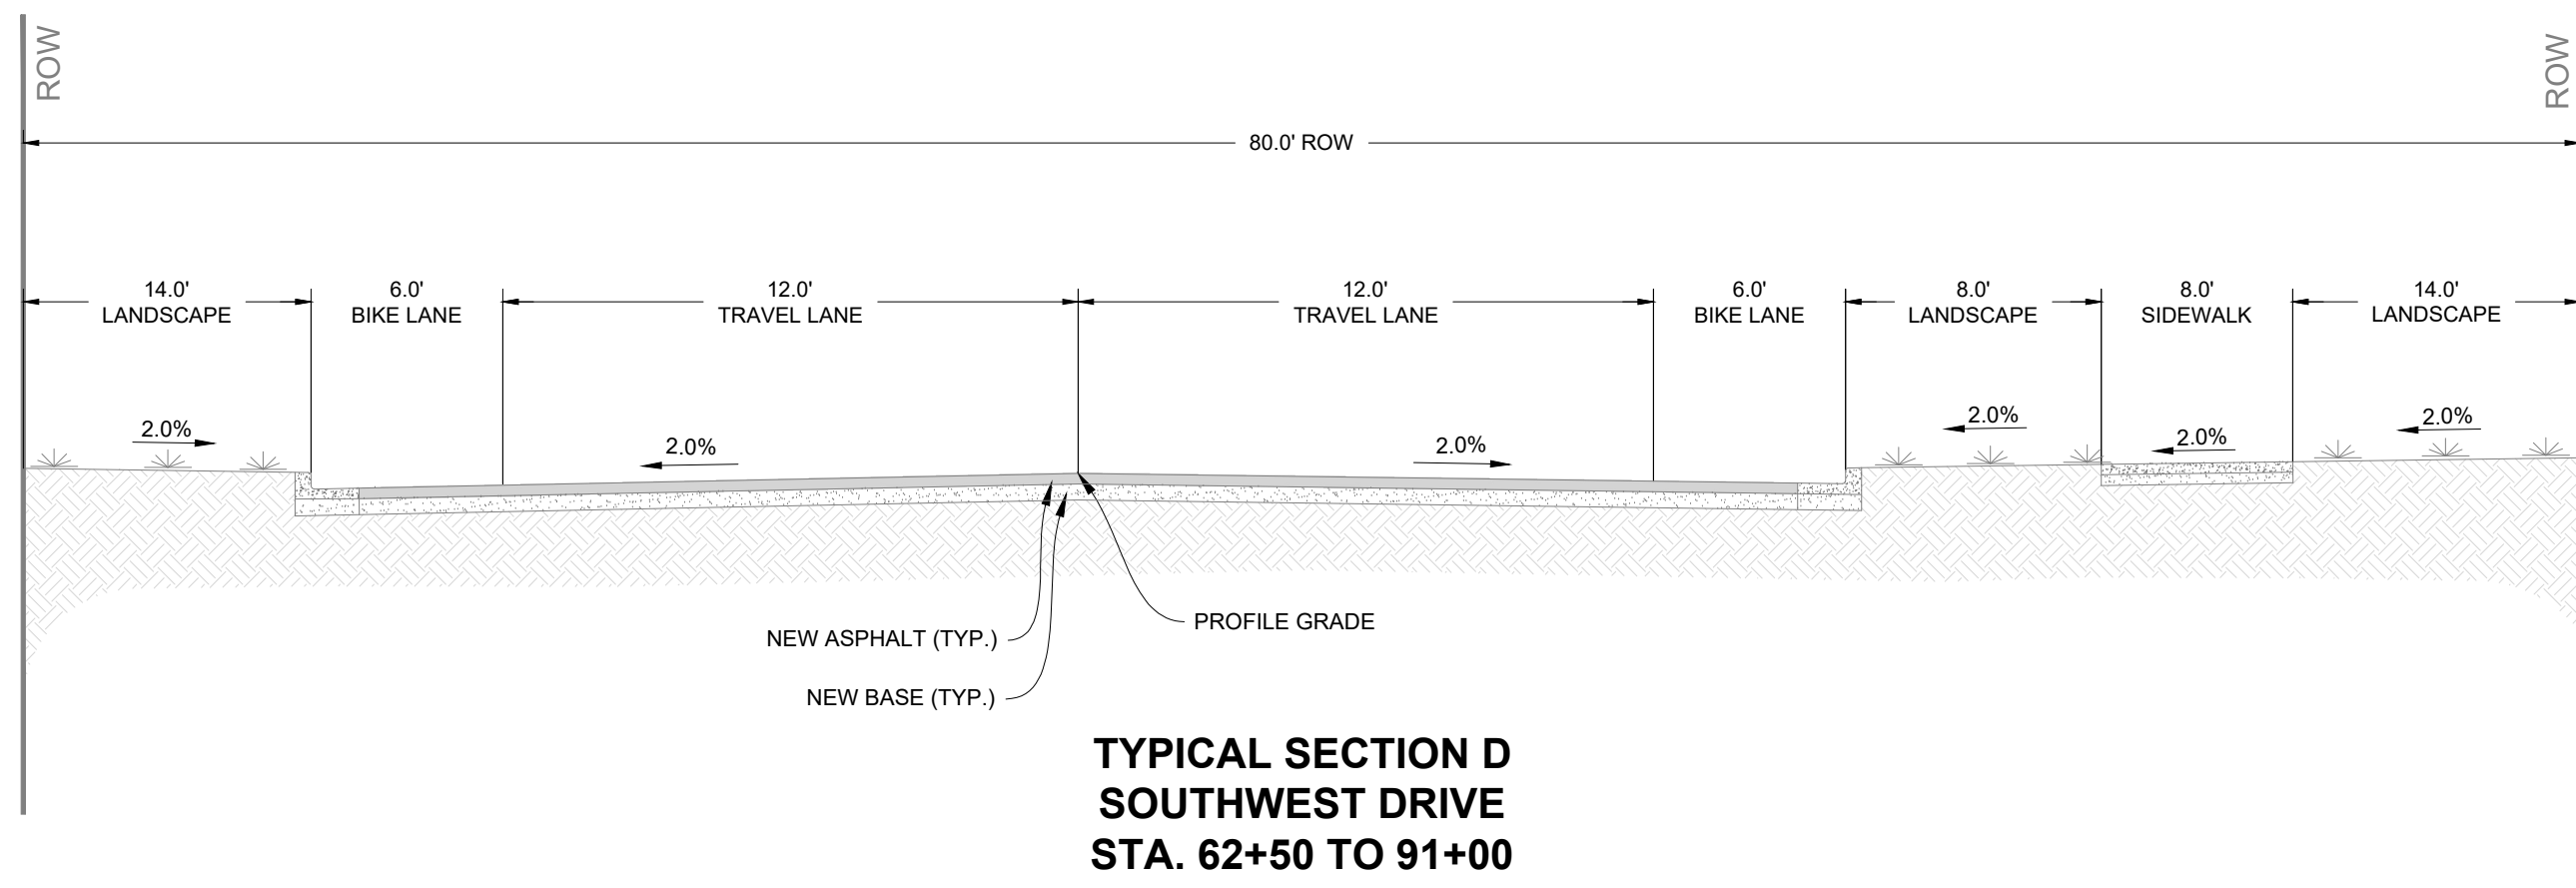 ROW
ROW
80.0' ROW
14.0'
LANDSCAPE
6.0'
BIKE LANE
12.0'
TRAVEL LANE
12.0'
TRAVEL LANE
6.0'
BIKE LANE
8.0'
LANDSCAPE
8.0'
SIDEWALK
14.0'
LANDSCAPE
2.0%
2.0%
2.0%
2.0%
2.0%
2.0%
PROFILE GRADE
NEW ASPHALT (TYP.)
NEW BASE (TYP.)
TYPICAL SECTION D
SOUTHWEST DRIVE
STA. 62+50 TO 91+00